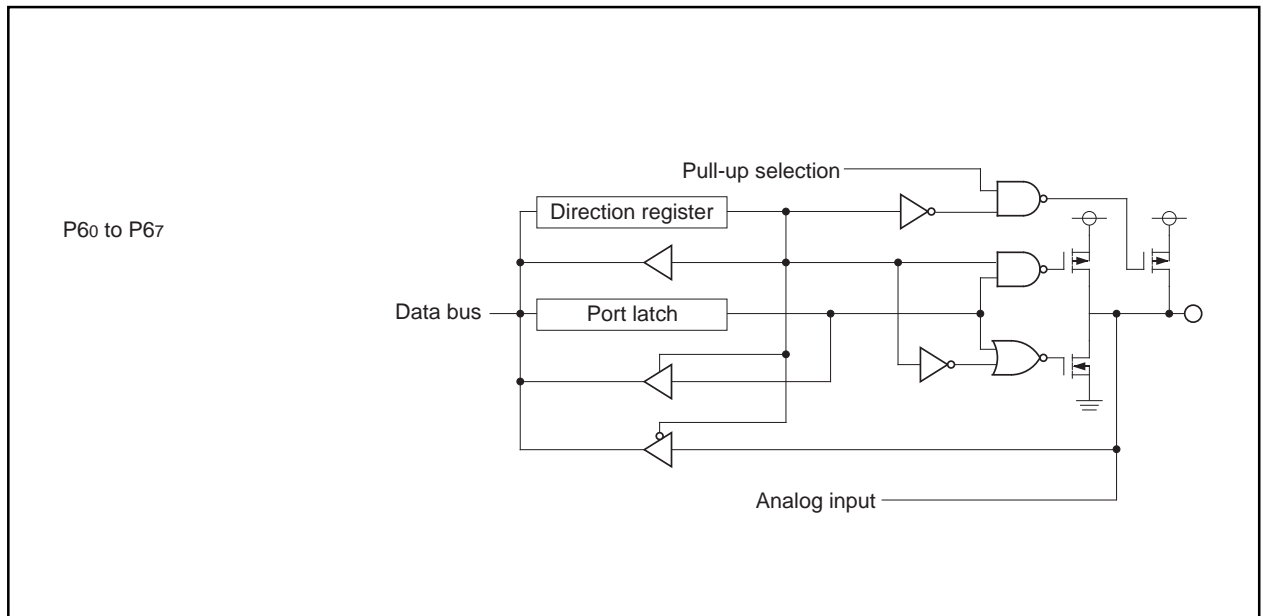 Pull-up selection
Direction register
P60 to P67
Data bus
Port latch
Analog input